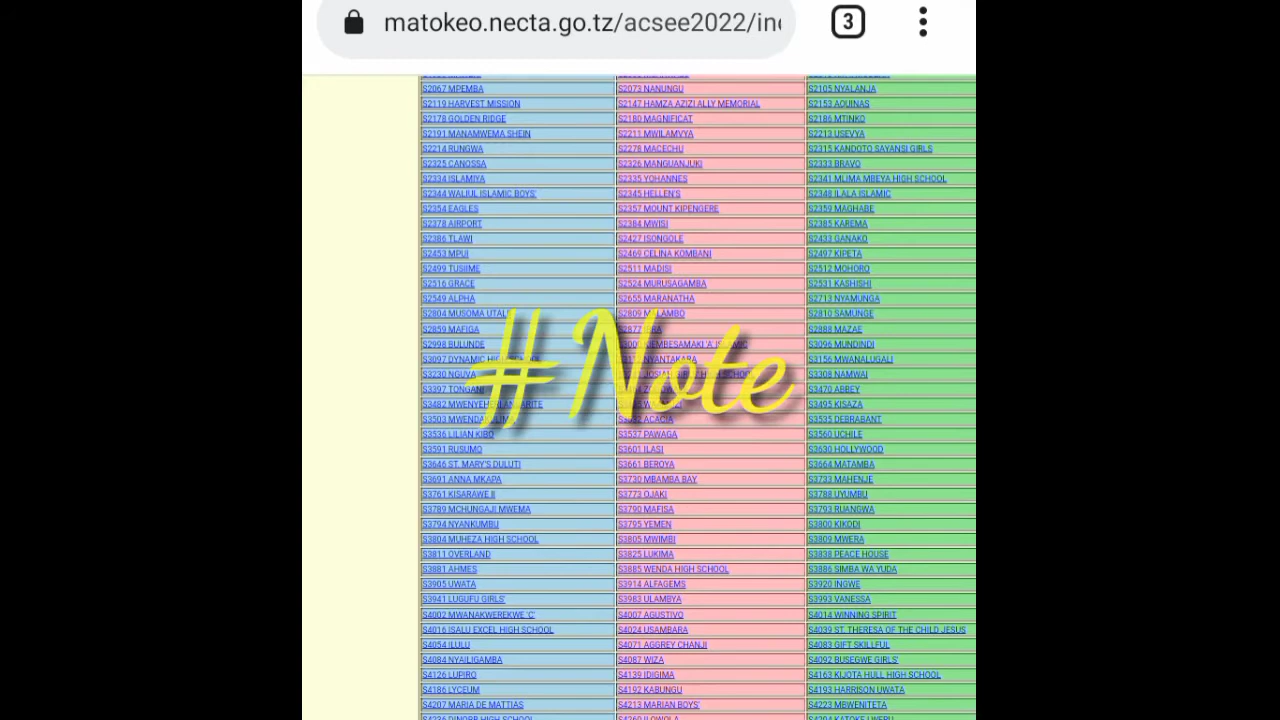 matokeo.necta.go.tz/acsee2022/in
3
S2067 MPEMBA S2073 NANUNGU S2105 NYALANJA
S2119 HARVEST MISSION S2147 HAMZA AZIZI ALLY MEMORIAL S2153 AQUINAS
S2178 GOLDEN RIDGE S2180 MAGNIFICAT S2186 MTINKO
S2191 MANAMWEMA SHEIN S2211 MWILAMVYA S2213 USEVYA
S2214 RUNGWA S2278 MACECHU S2315 KANDOTO SAYANSI GIRLS
S2325 CANOSSA S2326 MANGUANJUKI S2333 BRAVO
S2334 ISLAMIYA S2335 YOHANNES S2341 MLIMA MBEYA HIGH SCHOOL
S2344 WALIUL ISLAMIC BOYS' S2345 HELLEN'S S2348 ILALA ISLAMIC
S2354 EAGLES S2357 MOUNT KIPENGERE S2359 MAGHABE
S2378 AIRPORT S2384 MWISI S2385 KAREMA
S2386 TLAWI S2427 ISONGOLE S2433 GANAKO
S2453 MPUI S2469 CELINA KOMBANI S2497 KIPETA
S2499 TUSIIME S2511 MADISI S2512 MOHORO
S2516 GRACE S2524 MURUSAGAMBA S2531 KASHISHI
S2549 ALPHA S2655 MARANATHA S2713 NYAMUNGA
S2804 MUSOMA UTALI S2809 MLAMBO S2810 SAMUNGE
S2859 MAFIGA S2877 S2888 MAZAE
S2998 BULUNDE S3096 MUNDINDI
S3097 DYNAMIC HIGH SCHOOL NYANTAKARA S3156 MWANALUGALI
S3230 NGUVA HIGH SCHOOL S3308 NAMWAI
S3397 TONGANI S3470 ABBEY
S3482 S3495 KISAZA
S3503 ACACIA S3535 DEBRABANT
S3536 LILIAN KIBO S3537 PAWAGA S3560 UCHILE
S3591 RUSUMO S3601 ILASI S3630 HOLLYWOOD
S3646 ST. MARY'S DULUTI S3661 BEROYA S3664 MATAMBA
S3691 ANNA MKAPA S3730 MBAMBA BAY S3733 MAHENJE
S3761 KISARAWE II S3773 OJAKI S3788 UYUMBU
S3789 MCHUNGAJI MWEMA S3790 MAFISA S3793 RUANGWA
S3794 NYANKUMBU S3795 YEMEN S3800 KIKODI
S3804 MUHEZA HIGH SCHOOL S3805 MWIMBI S3809 MWERA
S3811 OVERLAND S3825 LUKIMA S3838 PEACE HOUSE
S3881 AHMES S3885 WENDA HIGH SCHOOL S3886 SIMBA WA YUDA
S3905 UWATA S3914 ALFAGEMS S3920 INGWE
S3941 LUGUFU GIRLS' S3983 ULAMBYA S3993 VANESSA
S4002 MWANAKWEREKWE 'C' S4007 AGUSTIVO S4014 WINNING SPIRIT
S4016 ISALU EXCEL HIGH SCHOOL S4024 USAMBARA S4039 ST. THERESA OF THE CHILD JESUS
S4054 ILULU S4071 AGGREY CHANJI S4083 GIFT SKILLFUL
S4084 NYAILIGAMBA S4087 WIZA S4092 BUSEGWE GIRLS'
S4126 LUPIRO S4139 IDIGIMA S4163 KIJOTA HULL HIGH SCHOOL
S4186 LYCEUM S4192 KABUNGU S4193 HARRISON UWATA
S4207 MARIA DE MATTIAS S4213 MARIAN BOYS' S4223 MBWENITETA
#Note